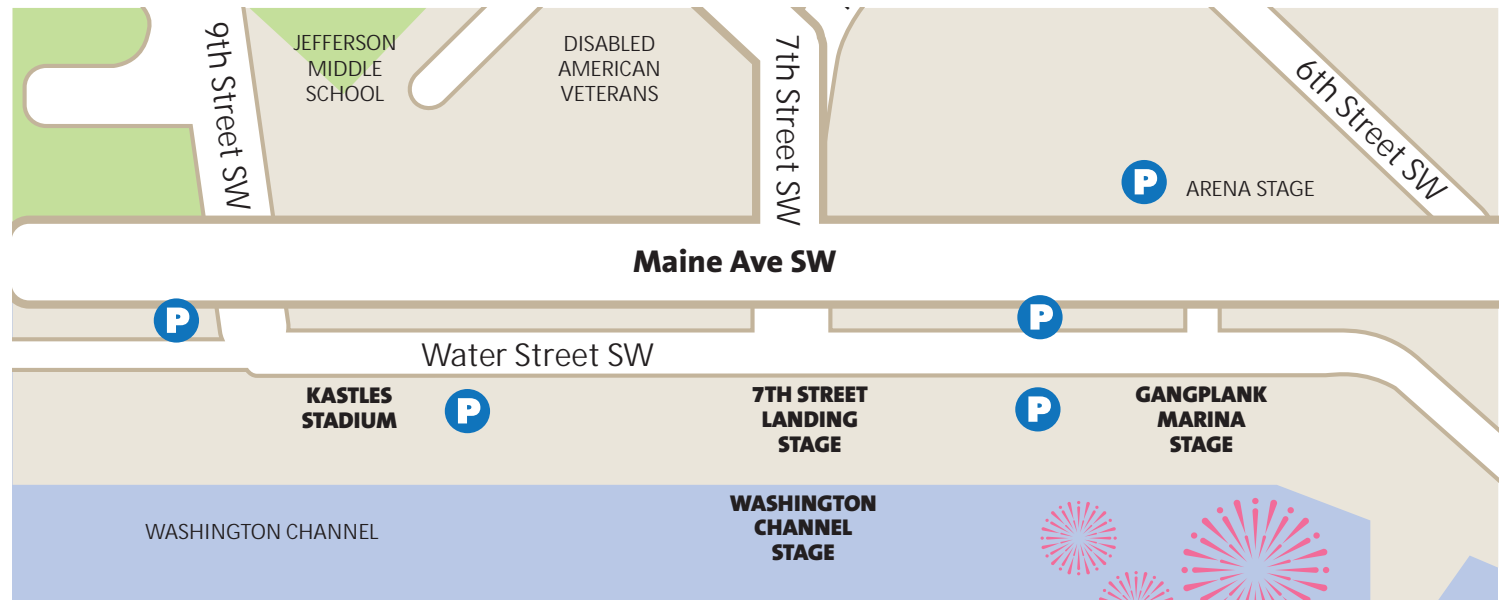 9th Street SW
JEFFERSON
MIDDLE
SCHOOL
DISABLED
AMERICAN
VETERANS
7th Street SW
6th Street SW
P
ARENA STAGE
Maine Ave SW
P
P
Water Street SW
KASTLES
STADIUM
P
7TH STREET
LANDING
STAGE
P
GANGPLANK
MARINA
STAGE
WASHINGTON CHANNEL
WASHINGTON
CHANNEL
STAGE